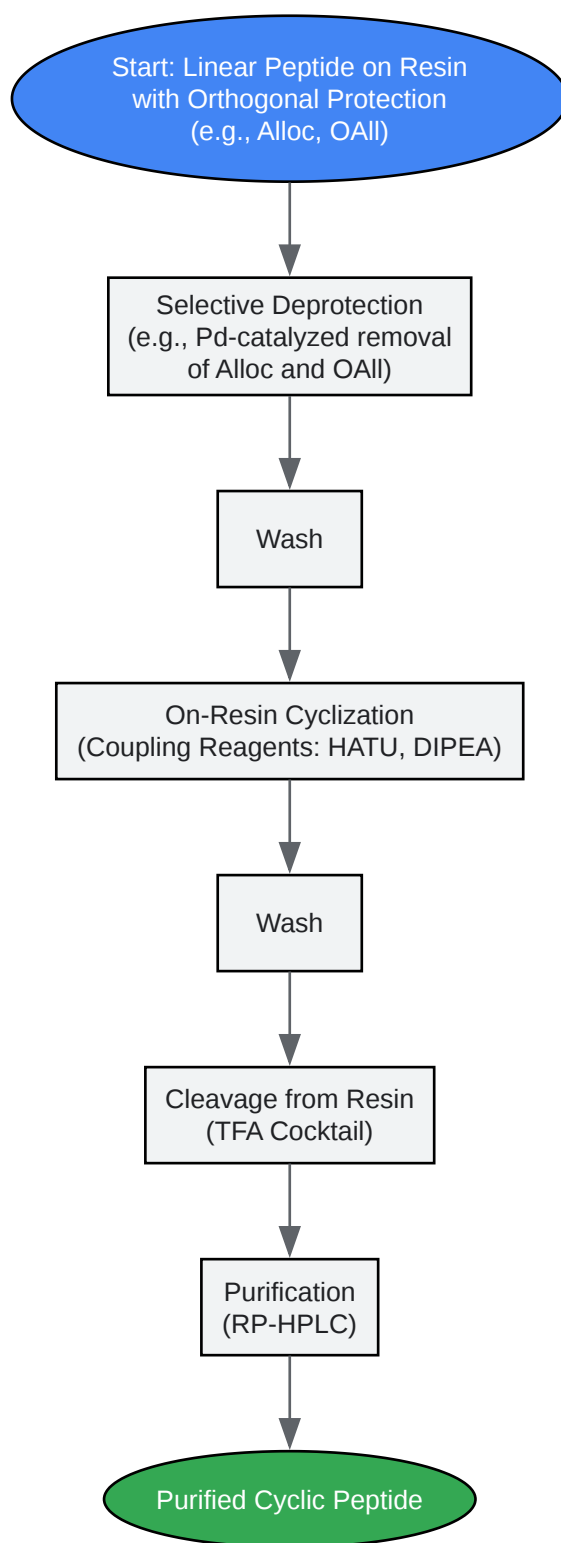 Start: Linear Peptide on Resin
with Orthogonal Protection
(e.g., Alloc, OAll)
Selective Deprotection
(e.g., Pd-catalyzed removal
of Alloc and OAll)
Wash
On-Resin Cyclization
(Coupling Reagents: HATU, DIPEA)
Wash
Cleavage from Resin
(TFA Cocktail)
Purification
(RP-HPLC)
Purified Cyclic Peptide